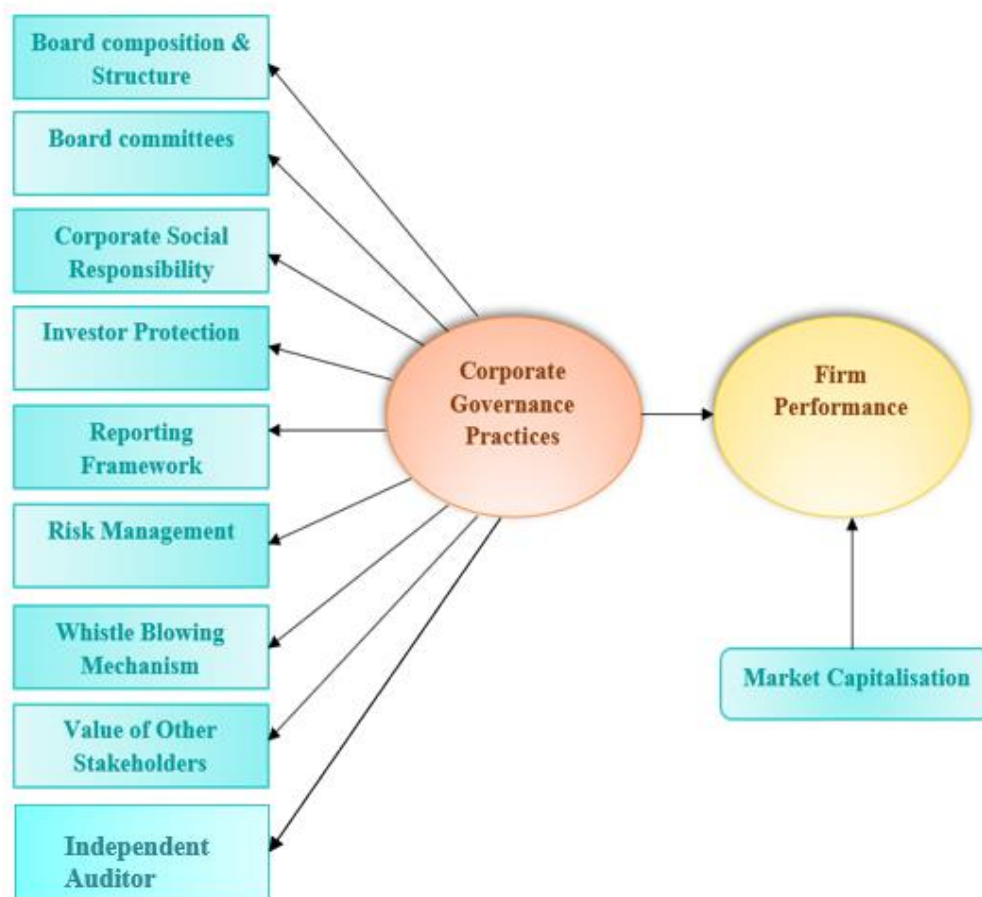 Board composition &
Structure
Board committees
Corporate Social
Responsibility
Investor Protection
Reporting
Framework
Risk Management
Whistle Blowing
Mechanism
Value of Other
Stakeholders
Independent
Auditor
Corporate
Governance
Practices
Firm
Performance
Market Capitalisation